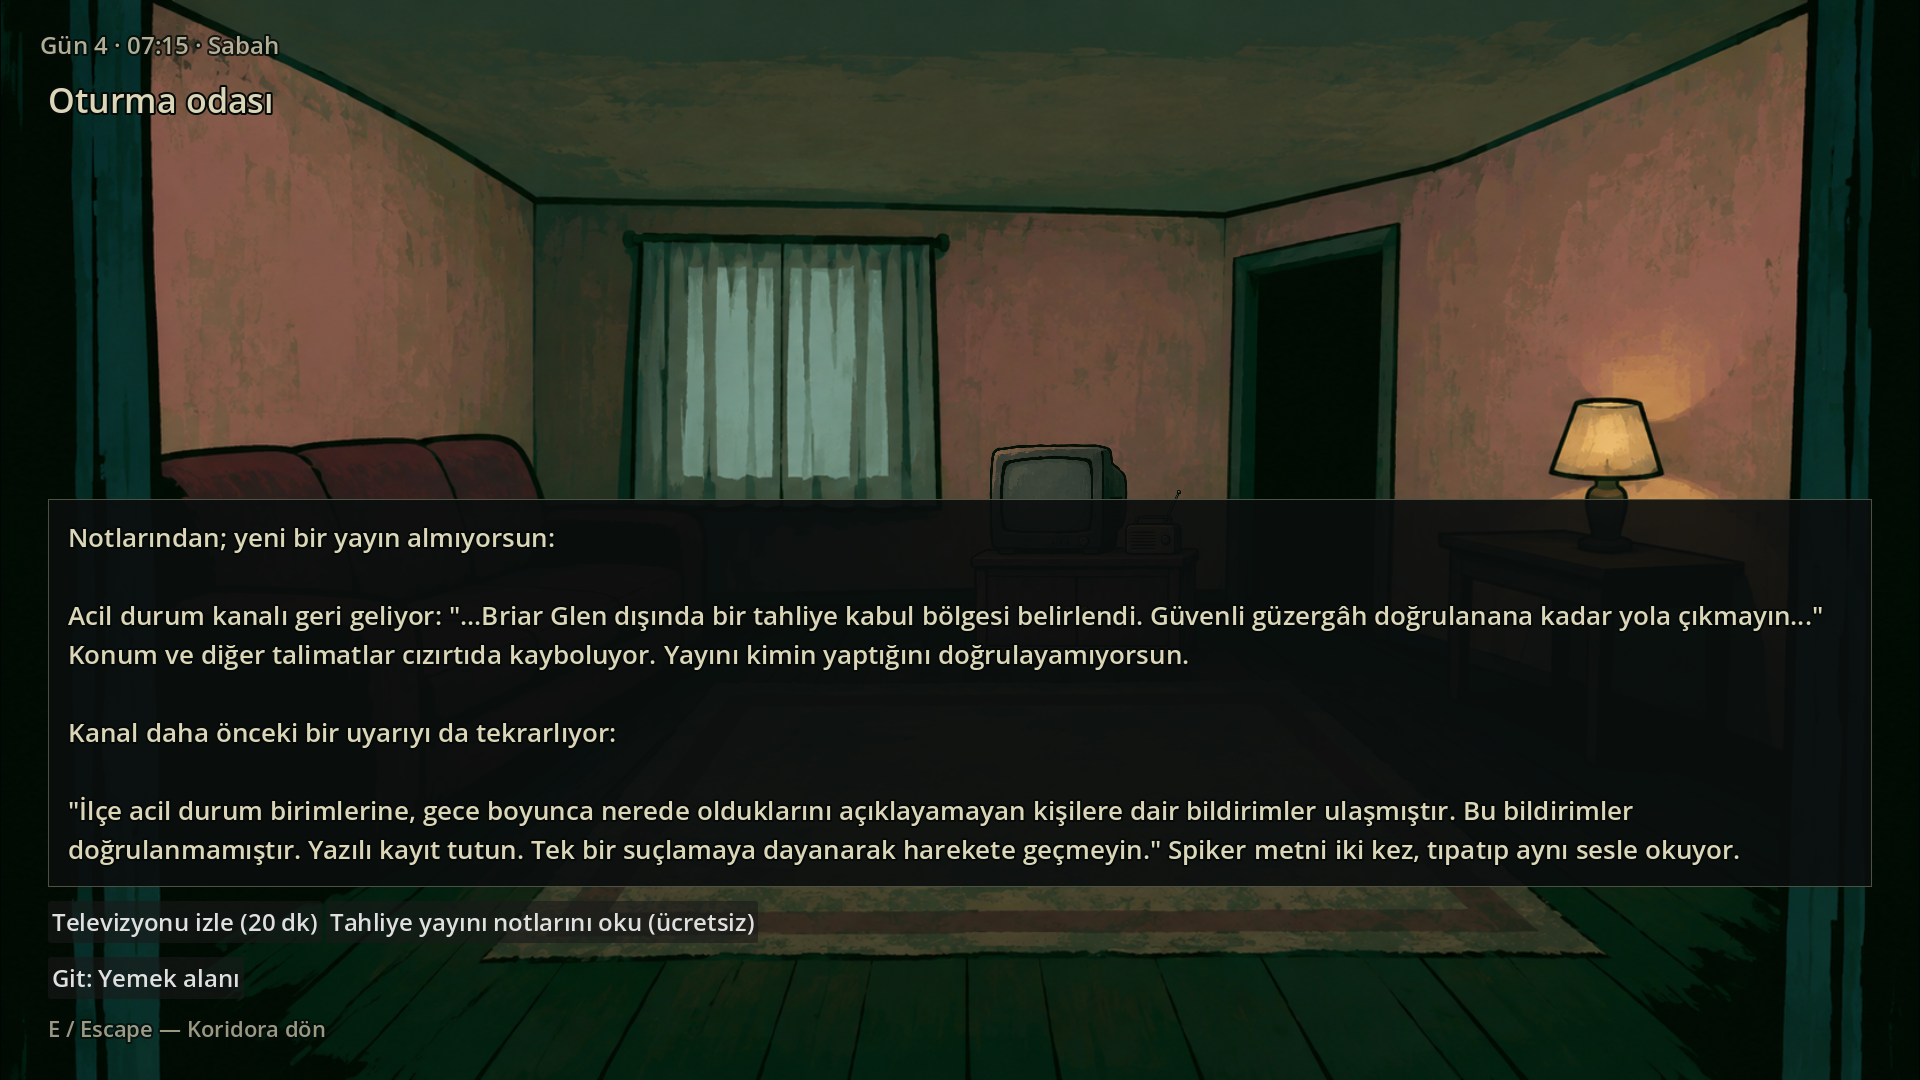 Gün 4 · 07:15 · Sabah
Oturma odası
Notlarından; yeni bir yayın almıyorsun:
Acil durum kanalı geri geliyor: "...Briar Glen dışında bir tahliye kabul bölgesi belirlendi. Güvenli güzergâh doğrulanana kadar yola çıkmayın..."
Konum ve diğer talimatlar cızırtıda kayboluyor. Yayını kimin yaptığını doğrulayamıyorsun.
Kanal daha önceki bir uyarıyı da tekrarlıyor:
"İlçe acil durum birimlerine, gece boyunca nerede olduklarını açıklayamayan kişilere dair bildirimler ulaşmıştır. Bu bildirimler
doğrulanmamıştır. Yazılı kayıt tutun. Tek bir suçlamaya dayanarak harekete geçmeyin." Spiker metni iki kez, tıpatıp aynı sesle okuyor.
Televizyonu izle (20 dk) Tahliye yayını notlarını oku (ücretsiz)
Git: Yemek alanı
E / Escape — Koridora dön